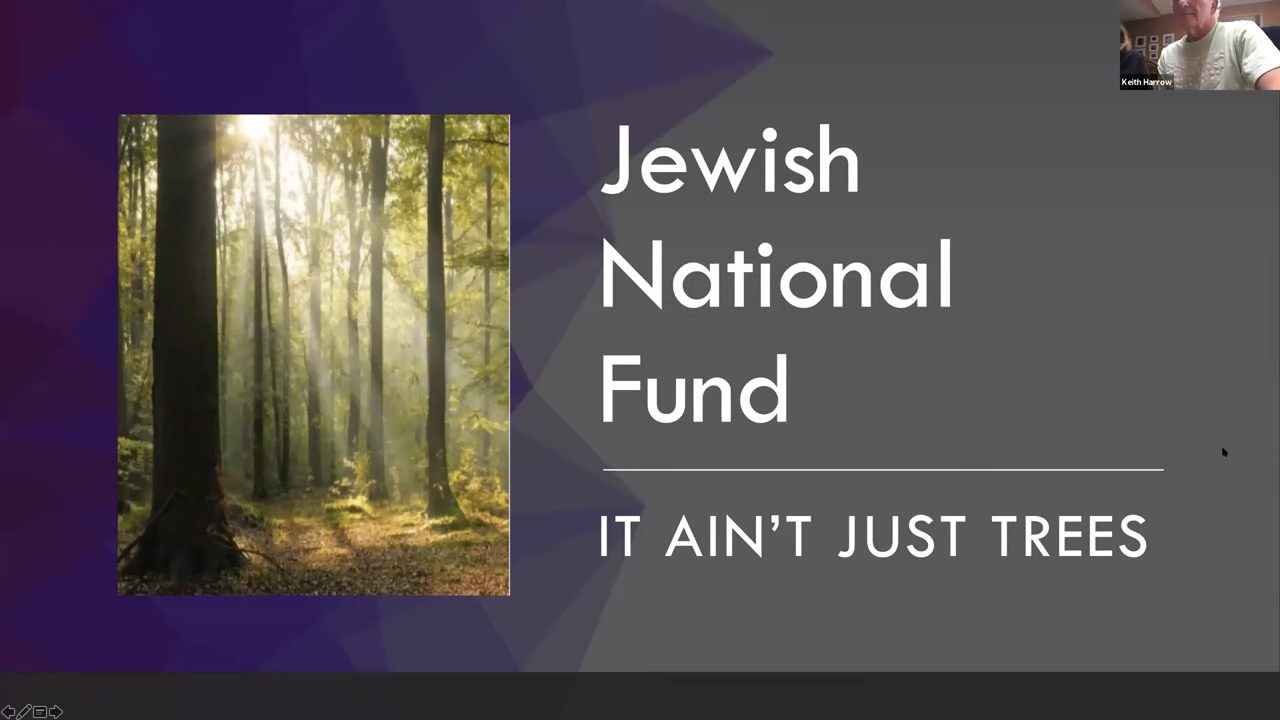 Jewish
National
Fund
IT AIN’T JUST TREES
Keith Harrow